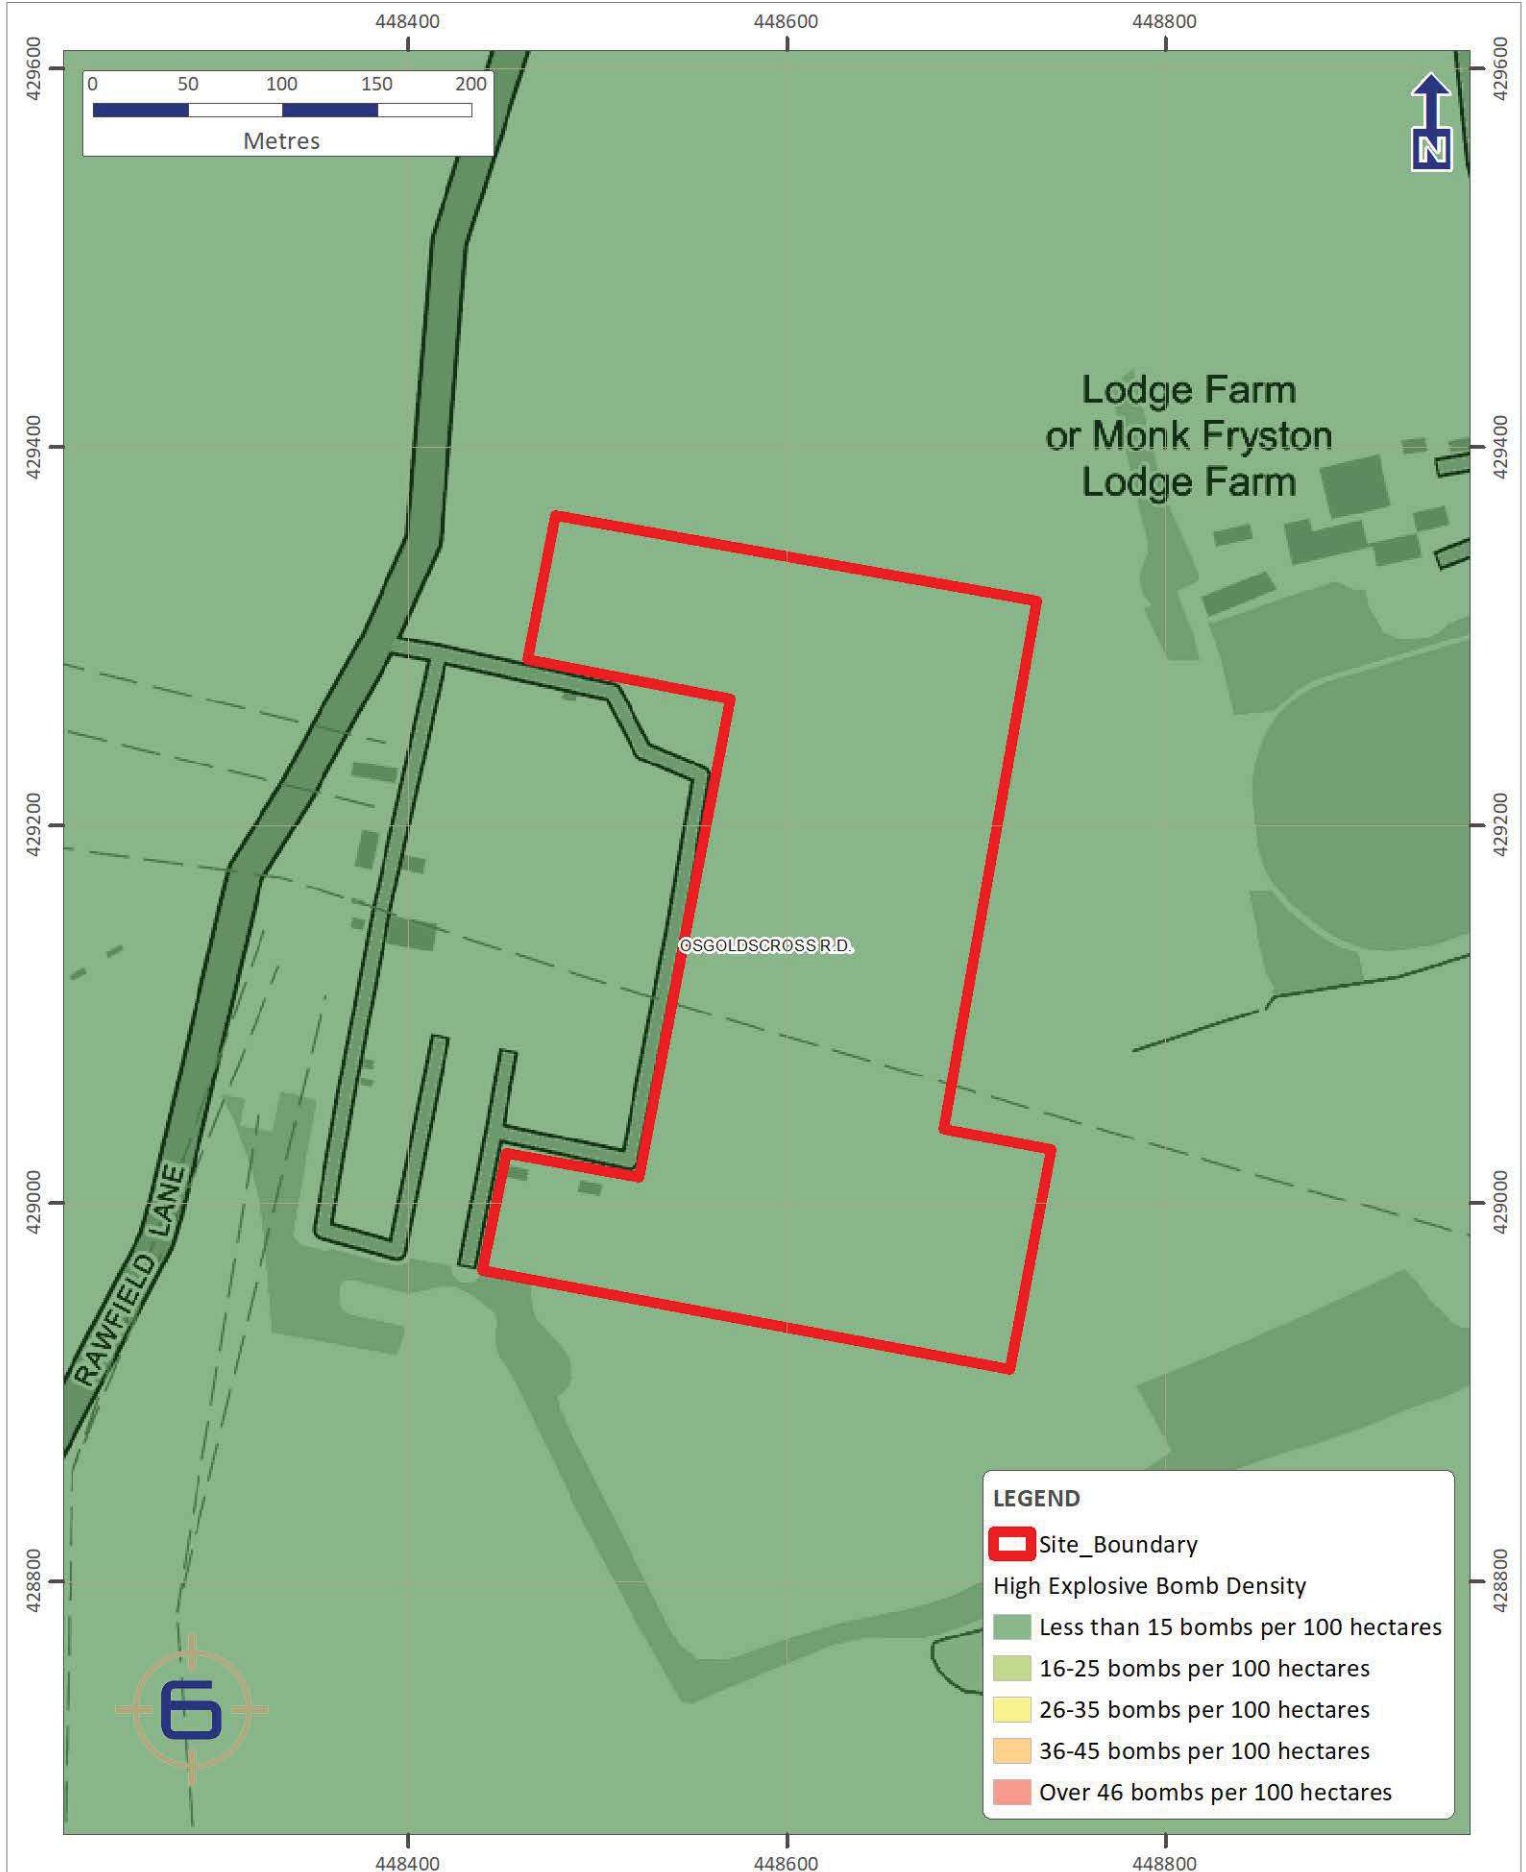 448400
448600
448800
429600
429600
0 50 100 150 200
Metres
N
Lodge Farm
or Monk Fryston
Lodge Farm
429400
429400
429200
429200
OSGOLDSCROSS R.D.
429000
429000
RAWFIELD LANE
LEGEND
Site_Boundary
High Explosive Bomb Density
Less than 15 bombs per 100 hectares
16-25 bombs per 100 hectares
26-35 bombs per 100 hectares
36-45 bombs per 100 hectares
Over 46 bombs per 100 hectares
428800
428800
6
448400
448600
448800